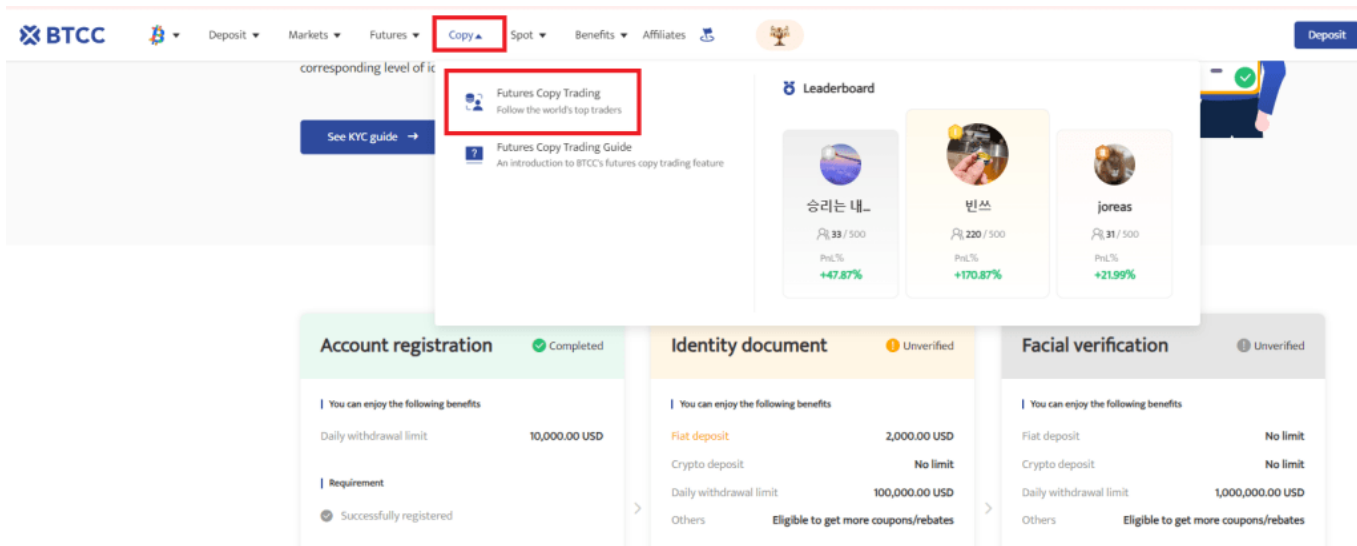 BTCC
Deposit
Markets
Futures
Copy
Spot
Benefits
Affiliates
Deposit
corresponding level of
See KYC guide →
Futures Copy Trading
Follow the world's top traders
Futures Copy Trading Guide
An introduction to BTCC's futures copy trading feature
Leaderboard
승리는 내...
33 / 500
PnL%
+47.87%
빈쓰
220 / 500
PnL%
+170.87%
joreas
31 / 500
PnL%
+21.99%
Account registration
Completed
You can enjoy the following benefits
Daily withdrawal limit 10,000.00 USD
Requirement
Successfully registered
Identity document
Unverified
You can enjoy the following benefits
Fiat deposit 2,000.00 USD
Crypto deposit No limit
Daily withdrawal limit 100,000.00 USD
Others Eligible to get more coupons/rebates
Facial verification
Unverified
You can enjoy the following benefits
Fiat deposit No limit
Crypto deposit No limit
Daily withdrawal limit 1,000,000.00 USD
Others Eligible to get more coupons/rebates